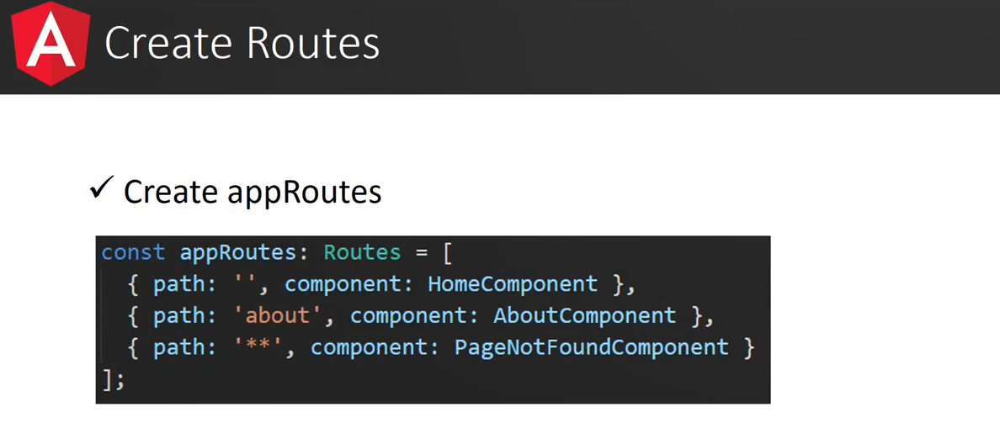 A
Create Routes
✓ Create appRoutes
const appRoutes: Routes = [
  { path: '', component: HomeComponent },
  { path: 'about', component: AboutComponent },
  { path: '**', component: PageNotFoundComponent }
];